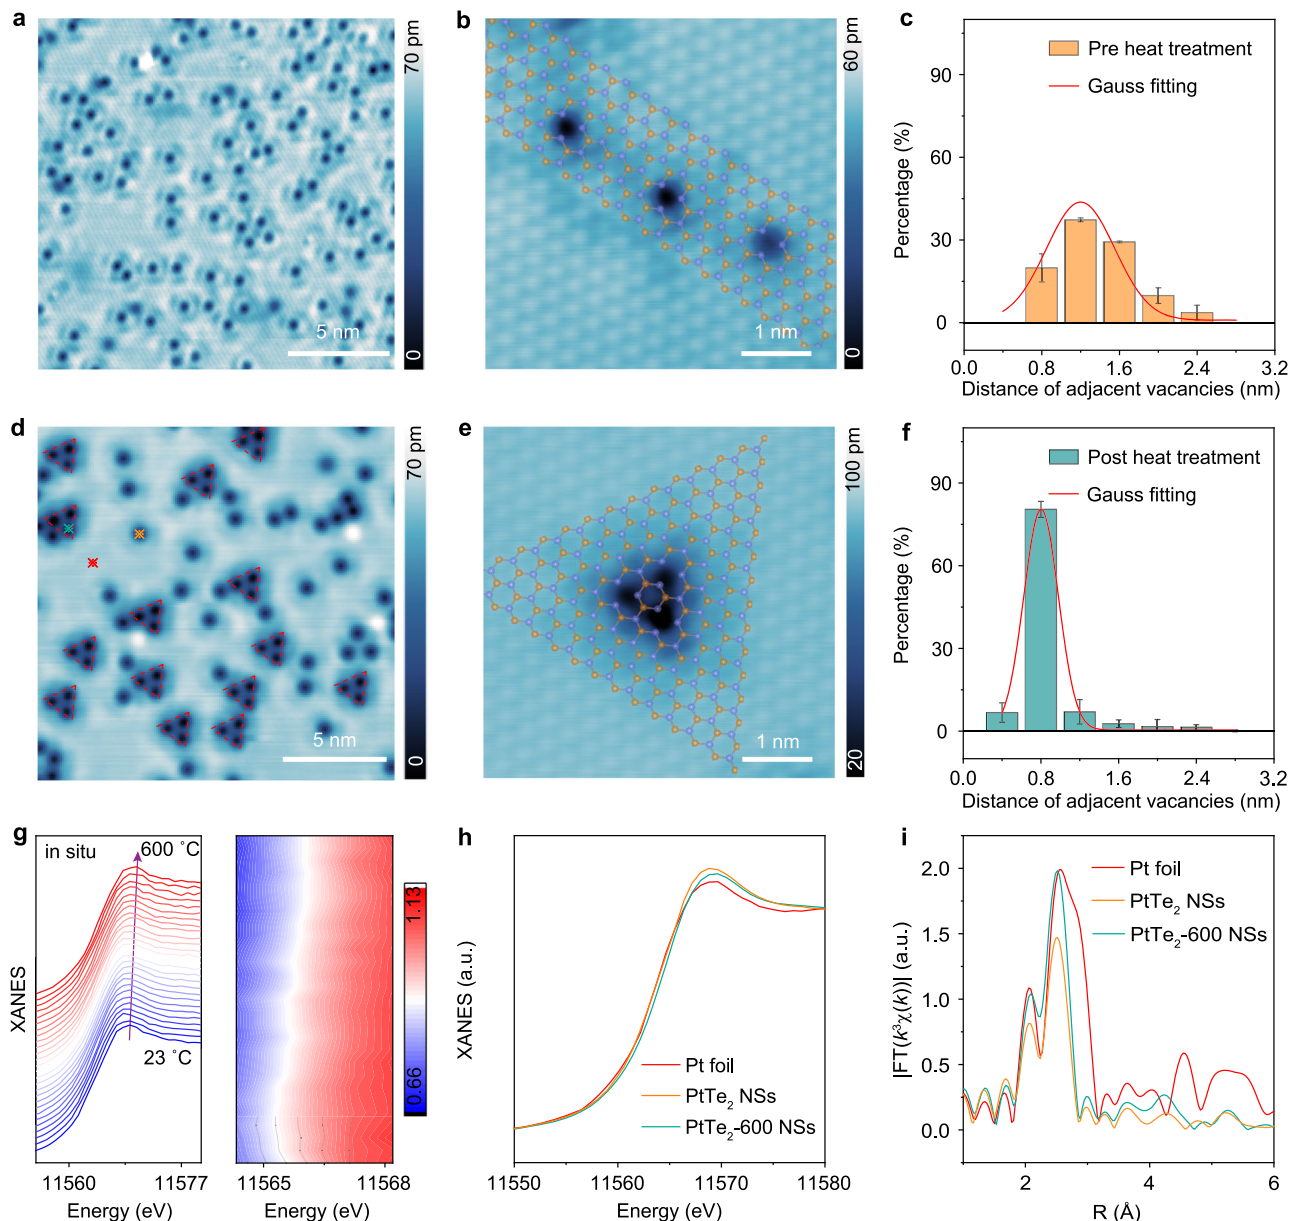 a
70 pm
0
5 nm
b
60 pm
0
1 nm
c
Pre heat treatment
Gauss fitting
Percentage (%)
90
60
30
0
0.0 0.8 1.6 2.4 3.2
Distance of adjacent vacancies (nm)
d
70 pm
0
5 nm
e
100 pm
20
1 nm
f
Post heat treatment
Gauss fitting
Percentage (%)
90
60
30
0
0.0 0.8 1.6 2.4 3.2
Distance of adjacent vacancies (nm)
g
in situ
600 °C
23 °C
XANES
11560 11577
Energy (eV)
11565 11568
Energy (eV)
1.13
0.66
h
XANES (a.u.)
Pt foil
PtTe₂ NSs
PtTe₂-600 NSs
11550 11560 11570 11580
Energy (eV)
i
|FT(k³χ(k))| (a.u.)
2.0
1.5
1.0
0.5
0.0
Pt foil
PtTe₂ NSs
PtTe₂-600 NSs
2 4 6
R (Å)